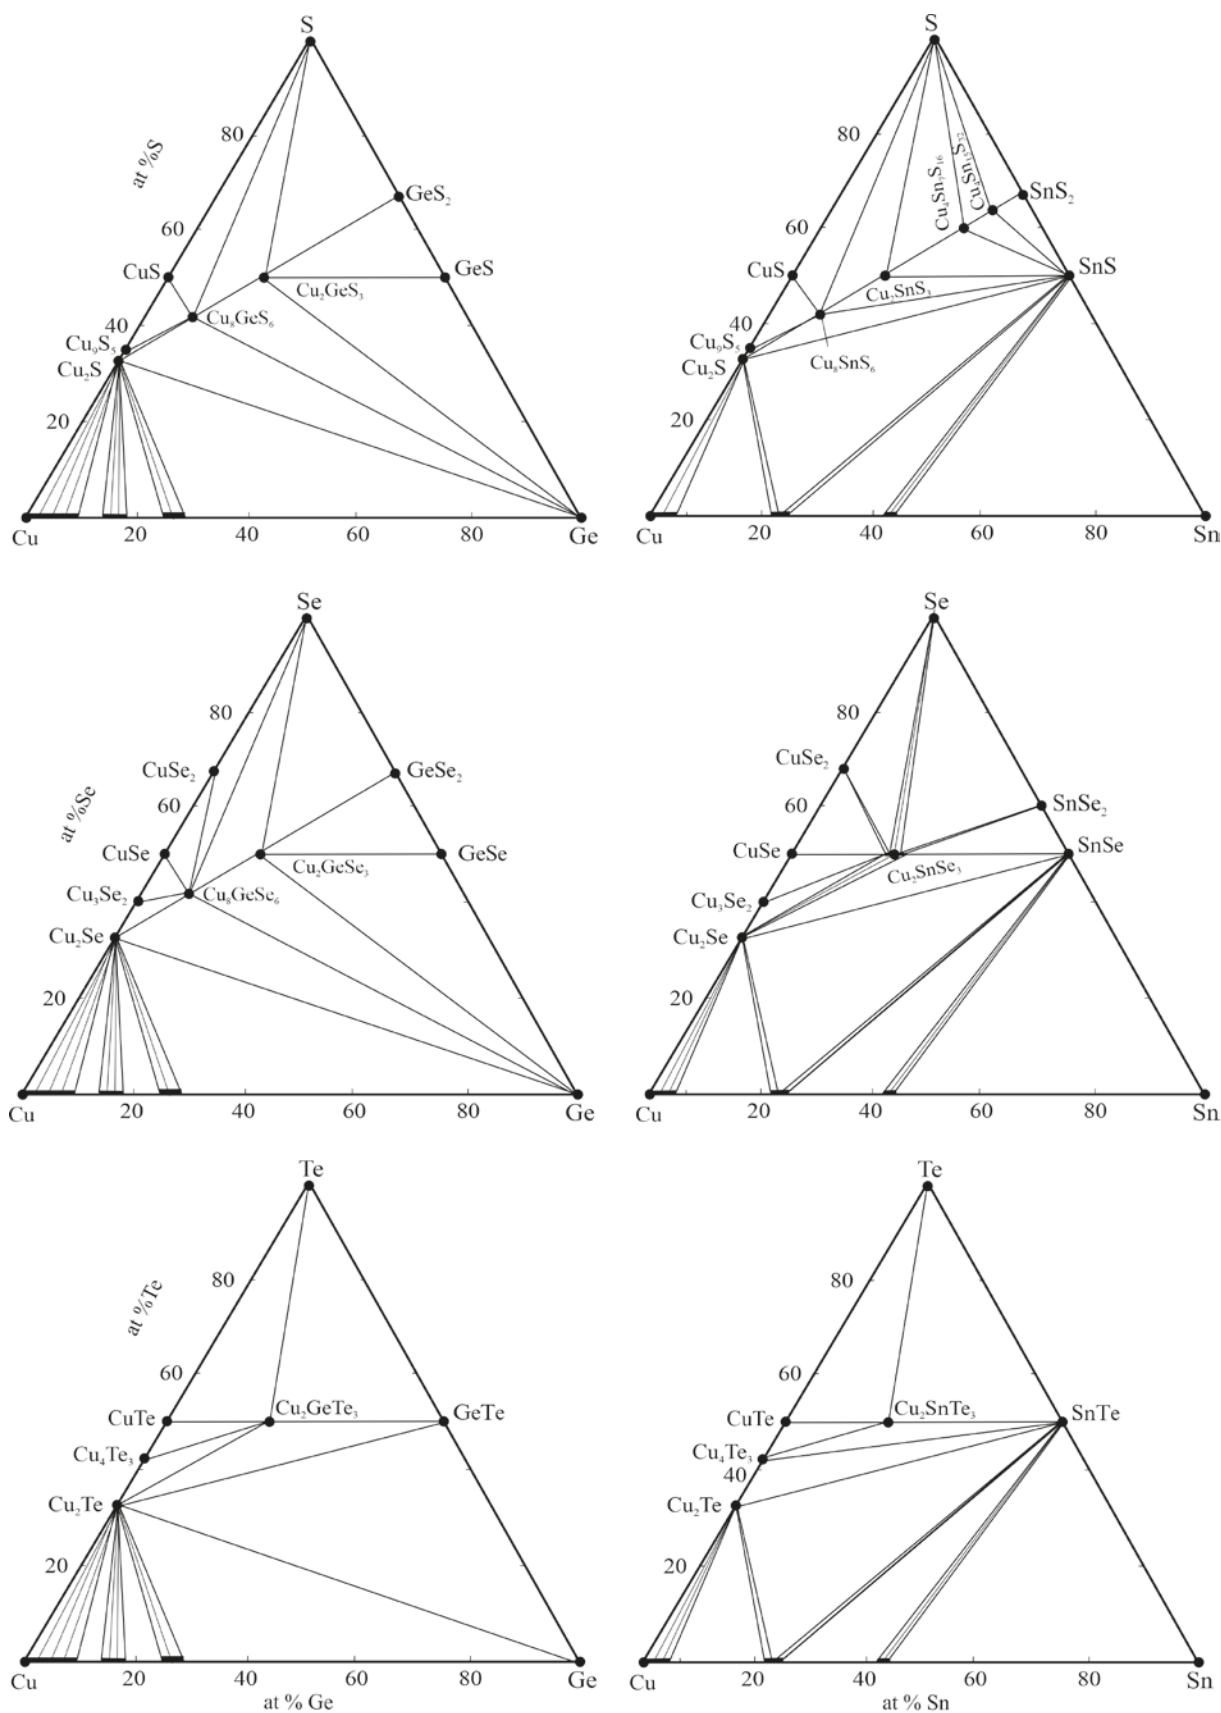 S
80
at %S
GeS₂
60
CuS
GeS
Cu₂GeS₃
Cu₈GeS₆
40
Cu₉S₅
Cu₂S
20
Cu
20
40
60
80
Ge
S
80
Cu₄Sn₇S₁₆
SnS₂
60
CuS
SnS
Cu₂SnS₃
40
Cu₉S₅
Cu₂S
Cu₈SnS₆
20
Cu
20
40
60
80
Sn
Se
80
CuSe₂
GeSe₂
at %Se
60
CuSe
GeSe
Cu₂GeSe₃
Cu₃Se₂
Cu₈GeSe₆
Cu₂Se
20
Cu
20
40
60
80
Ge
Se
80
CuSe₂
60
SnSe₂
CuSe
SnSe
Cu₂SnSe₃
Cu₃Se₂
Cu₂Se
20
Cu
20
40
60
80
Sn
Te
80
at %Te
60
CuTe
Cu₂GeTe₃
GeTe
Cu₄Te₃
Cu₂Te
20
Cu
20
40
60
80
Ge
at % Ge
Te
80
60
CuTe
Cu₂SnTe₃
SnTe
Cu₄Te₃
40
Cu₂Te
20
Cu
20
40
60
80
Sn
at % Sn